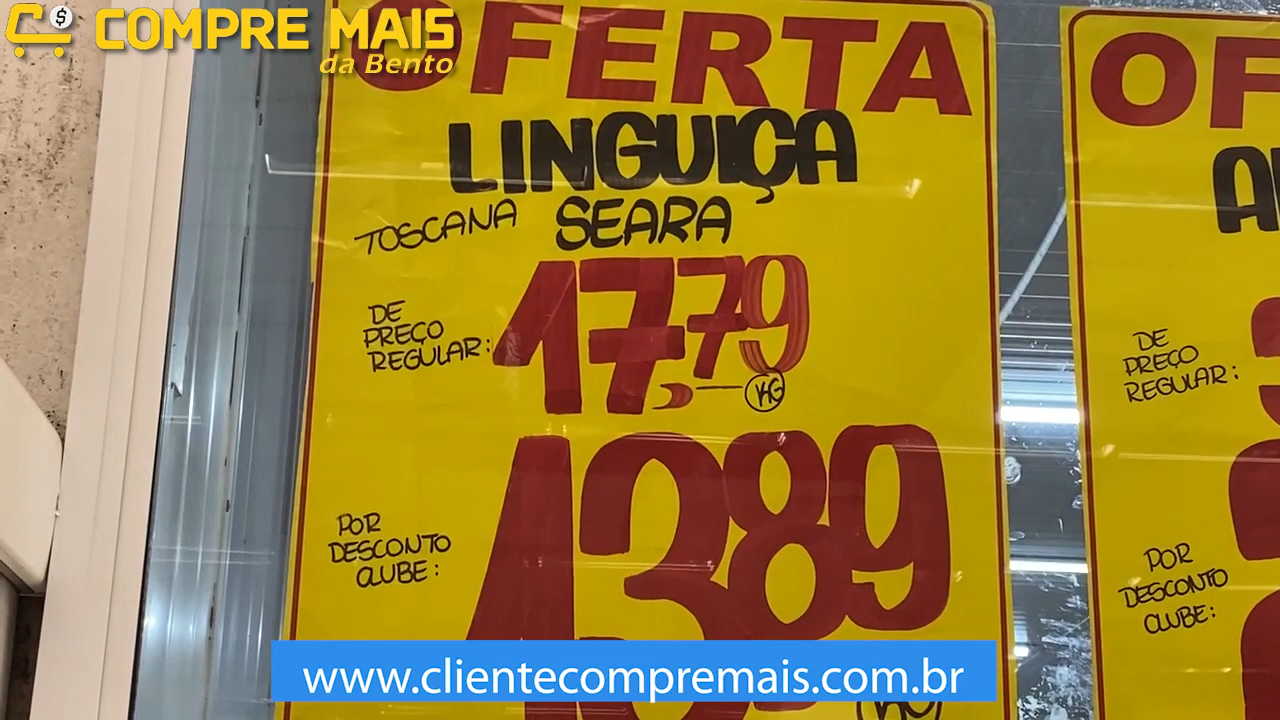 COMPRE MAIS
da Bento
OFERTA
LINGUIÇA
TOSCANA SEARA
DE
PREÇO
REGULAR:
17,79
KG
POR
DESCONTO
CLUBE:
13,89
KG
OF
DE
PREÇO
REGULAR:
POR
DESCONTO
CLUBE:
www.clientecompremais.com.br